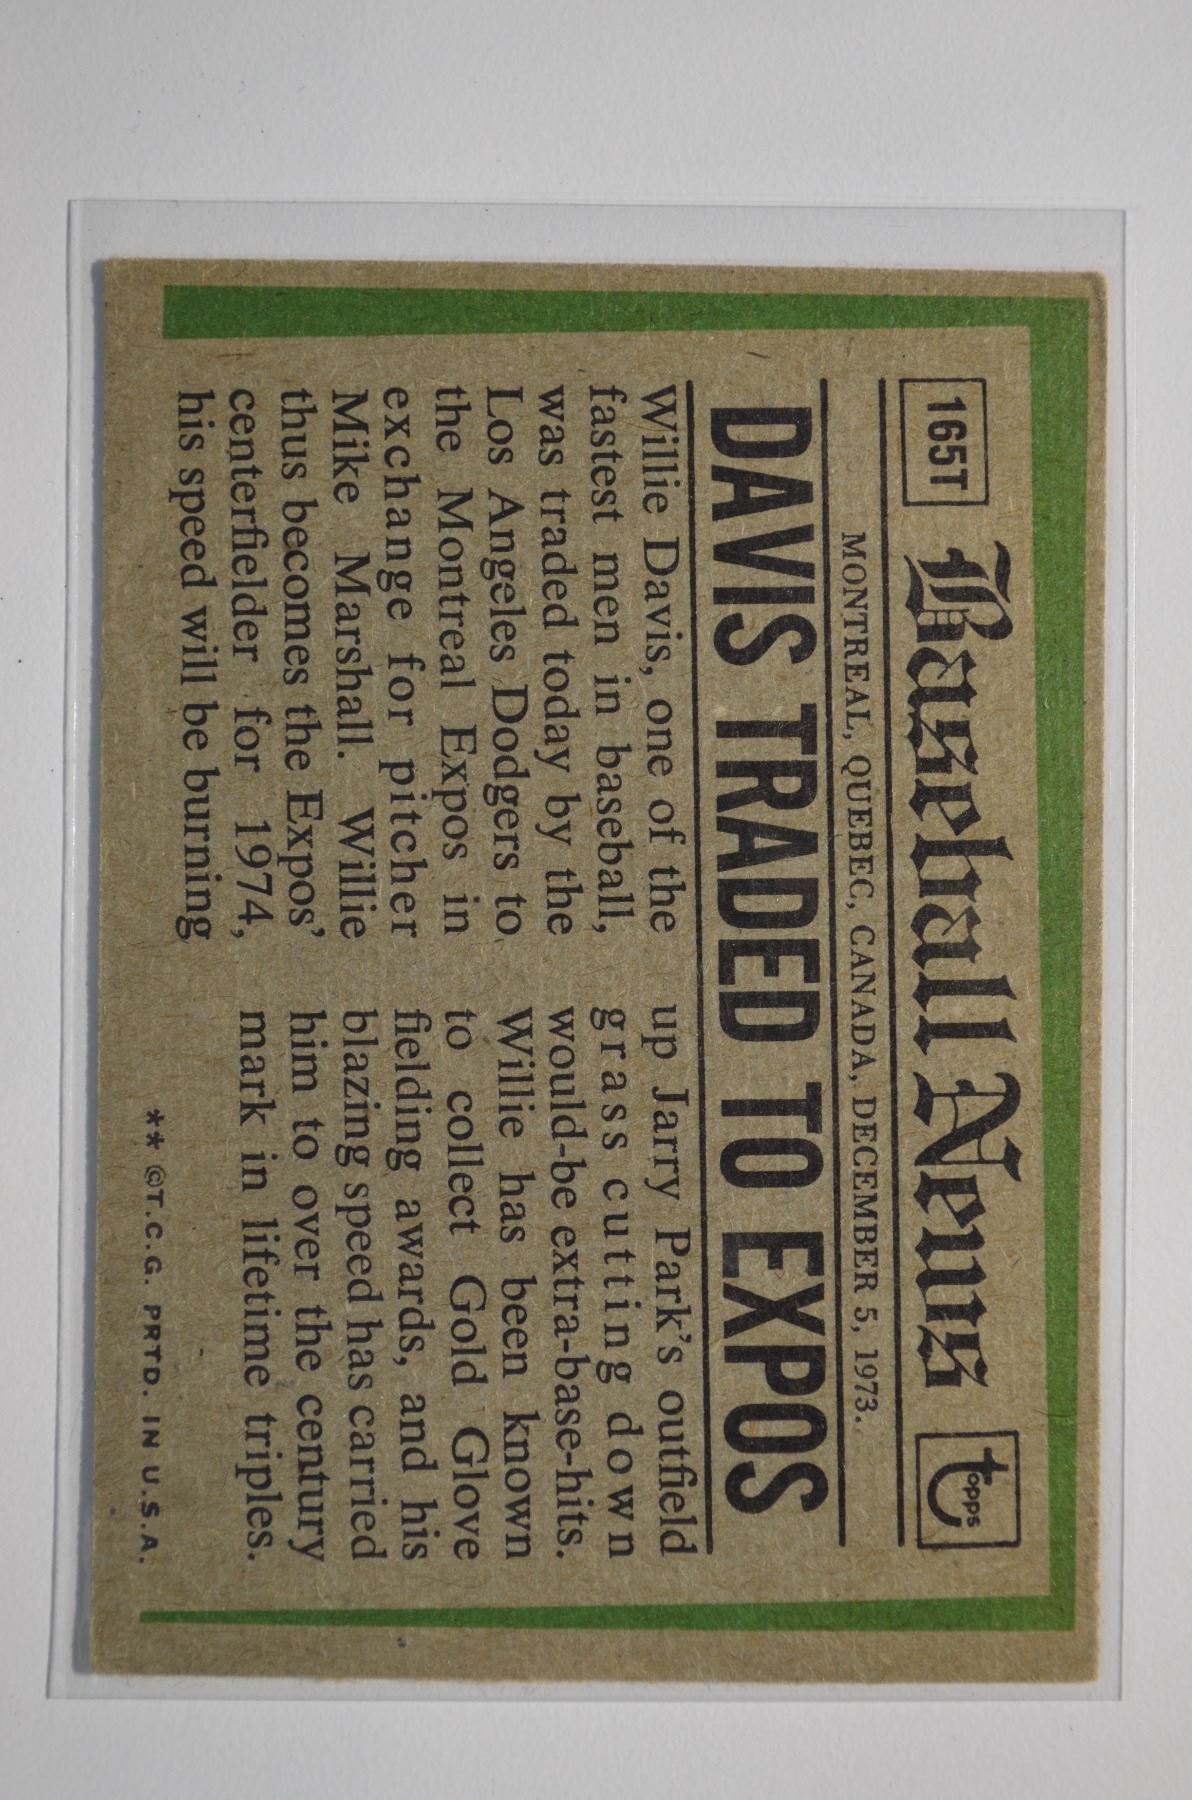 165T
Baseball News
topps
MONTREAL, QUEBEC, CANADA, DECEMBER 5, 1973.
DAVIS TRADED TO EXPOS
Willie Davis, one of the
fastest men in baseball,
was traded today by the
Los Angeles Dodgers to
the Montreal Expos in
exchange for pitcher
Mike Marshall. Willie
thus becomes the Expos'
centerfielder for 1974,
his speed will be burning
up Jarry Park's outfield
grass cutting down
would-be extra-base-hits.
Willie has been known
to collect Gold Glove
fielding awards, and his
blazing speed has carried
him to over the century
mark in lifetime triples.
** ©T.C.G. PRTD. IN U.S.A.